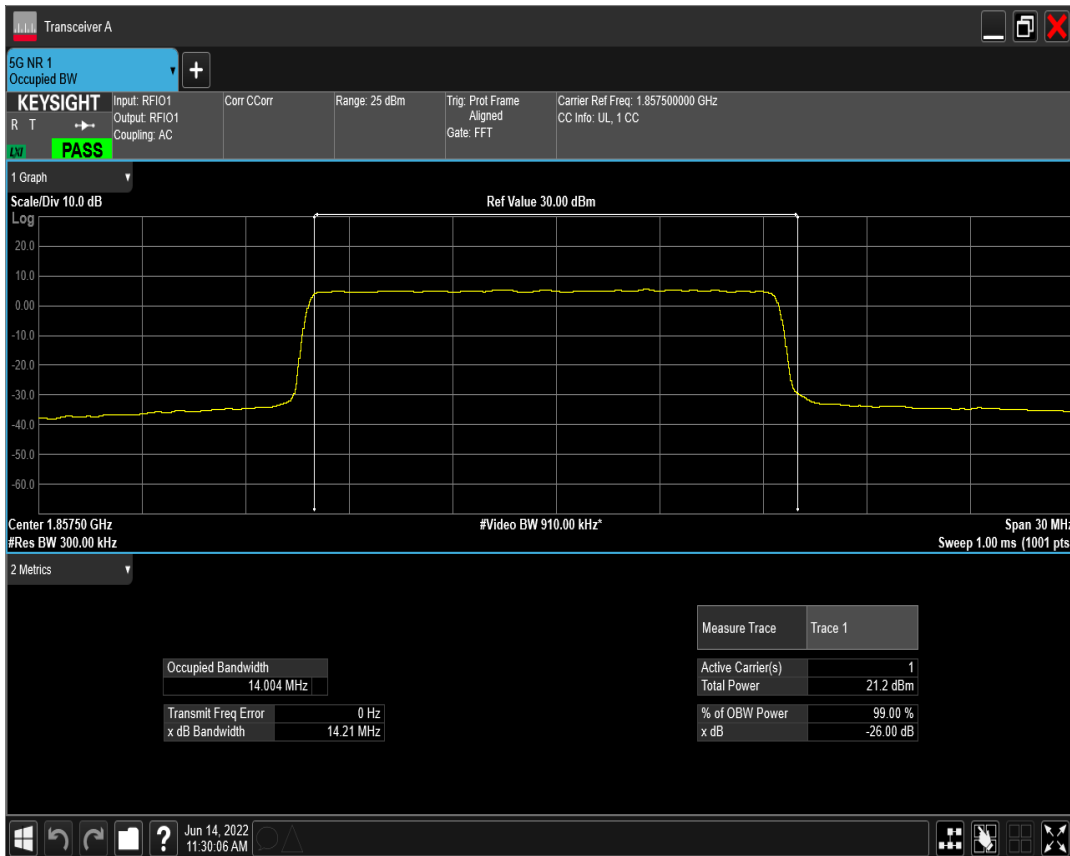 Transceiver A
5G NR 1
Occupied BW
KEYSIGHT
R T
LXI
PASS
Input: RFIO1
Output: RFIO1
Coupling: AC
Corr CCorr
Range: 25 dBm
Trig: Prot Frame
Aligned
Gate: FFT
Carrier Ref Freq: 1.857500000 GHz
CC Info: UL, 1 CC
1 Graph
Scale/Div 10.0 dB
Ref Value 30.00 dBm
Log
20.0
10.0
0.00
-10.0
-20.0
-30.0
-40.0
-50.0
-60.0
Center 1.85750 GHz
#Video BW 910.00 kHz*
Span 30 MHz
#Res BW 300.00 kHz
Sweep 1.00 ms (1001 pts
2 Metrics
Measure Trace Trace 1
Occupied Bandwidth
14.004 MHz
Active Carrier(s) 1
Total Power 21.2 dBm
Transmit Freq Error 0 Hz
x dB Bandwidth 14.21 MHz
% of OBW Power 99.00 %
x dB -26.00 dB
?
Jun 14, 2022
11:30:06 AM